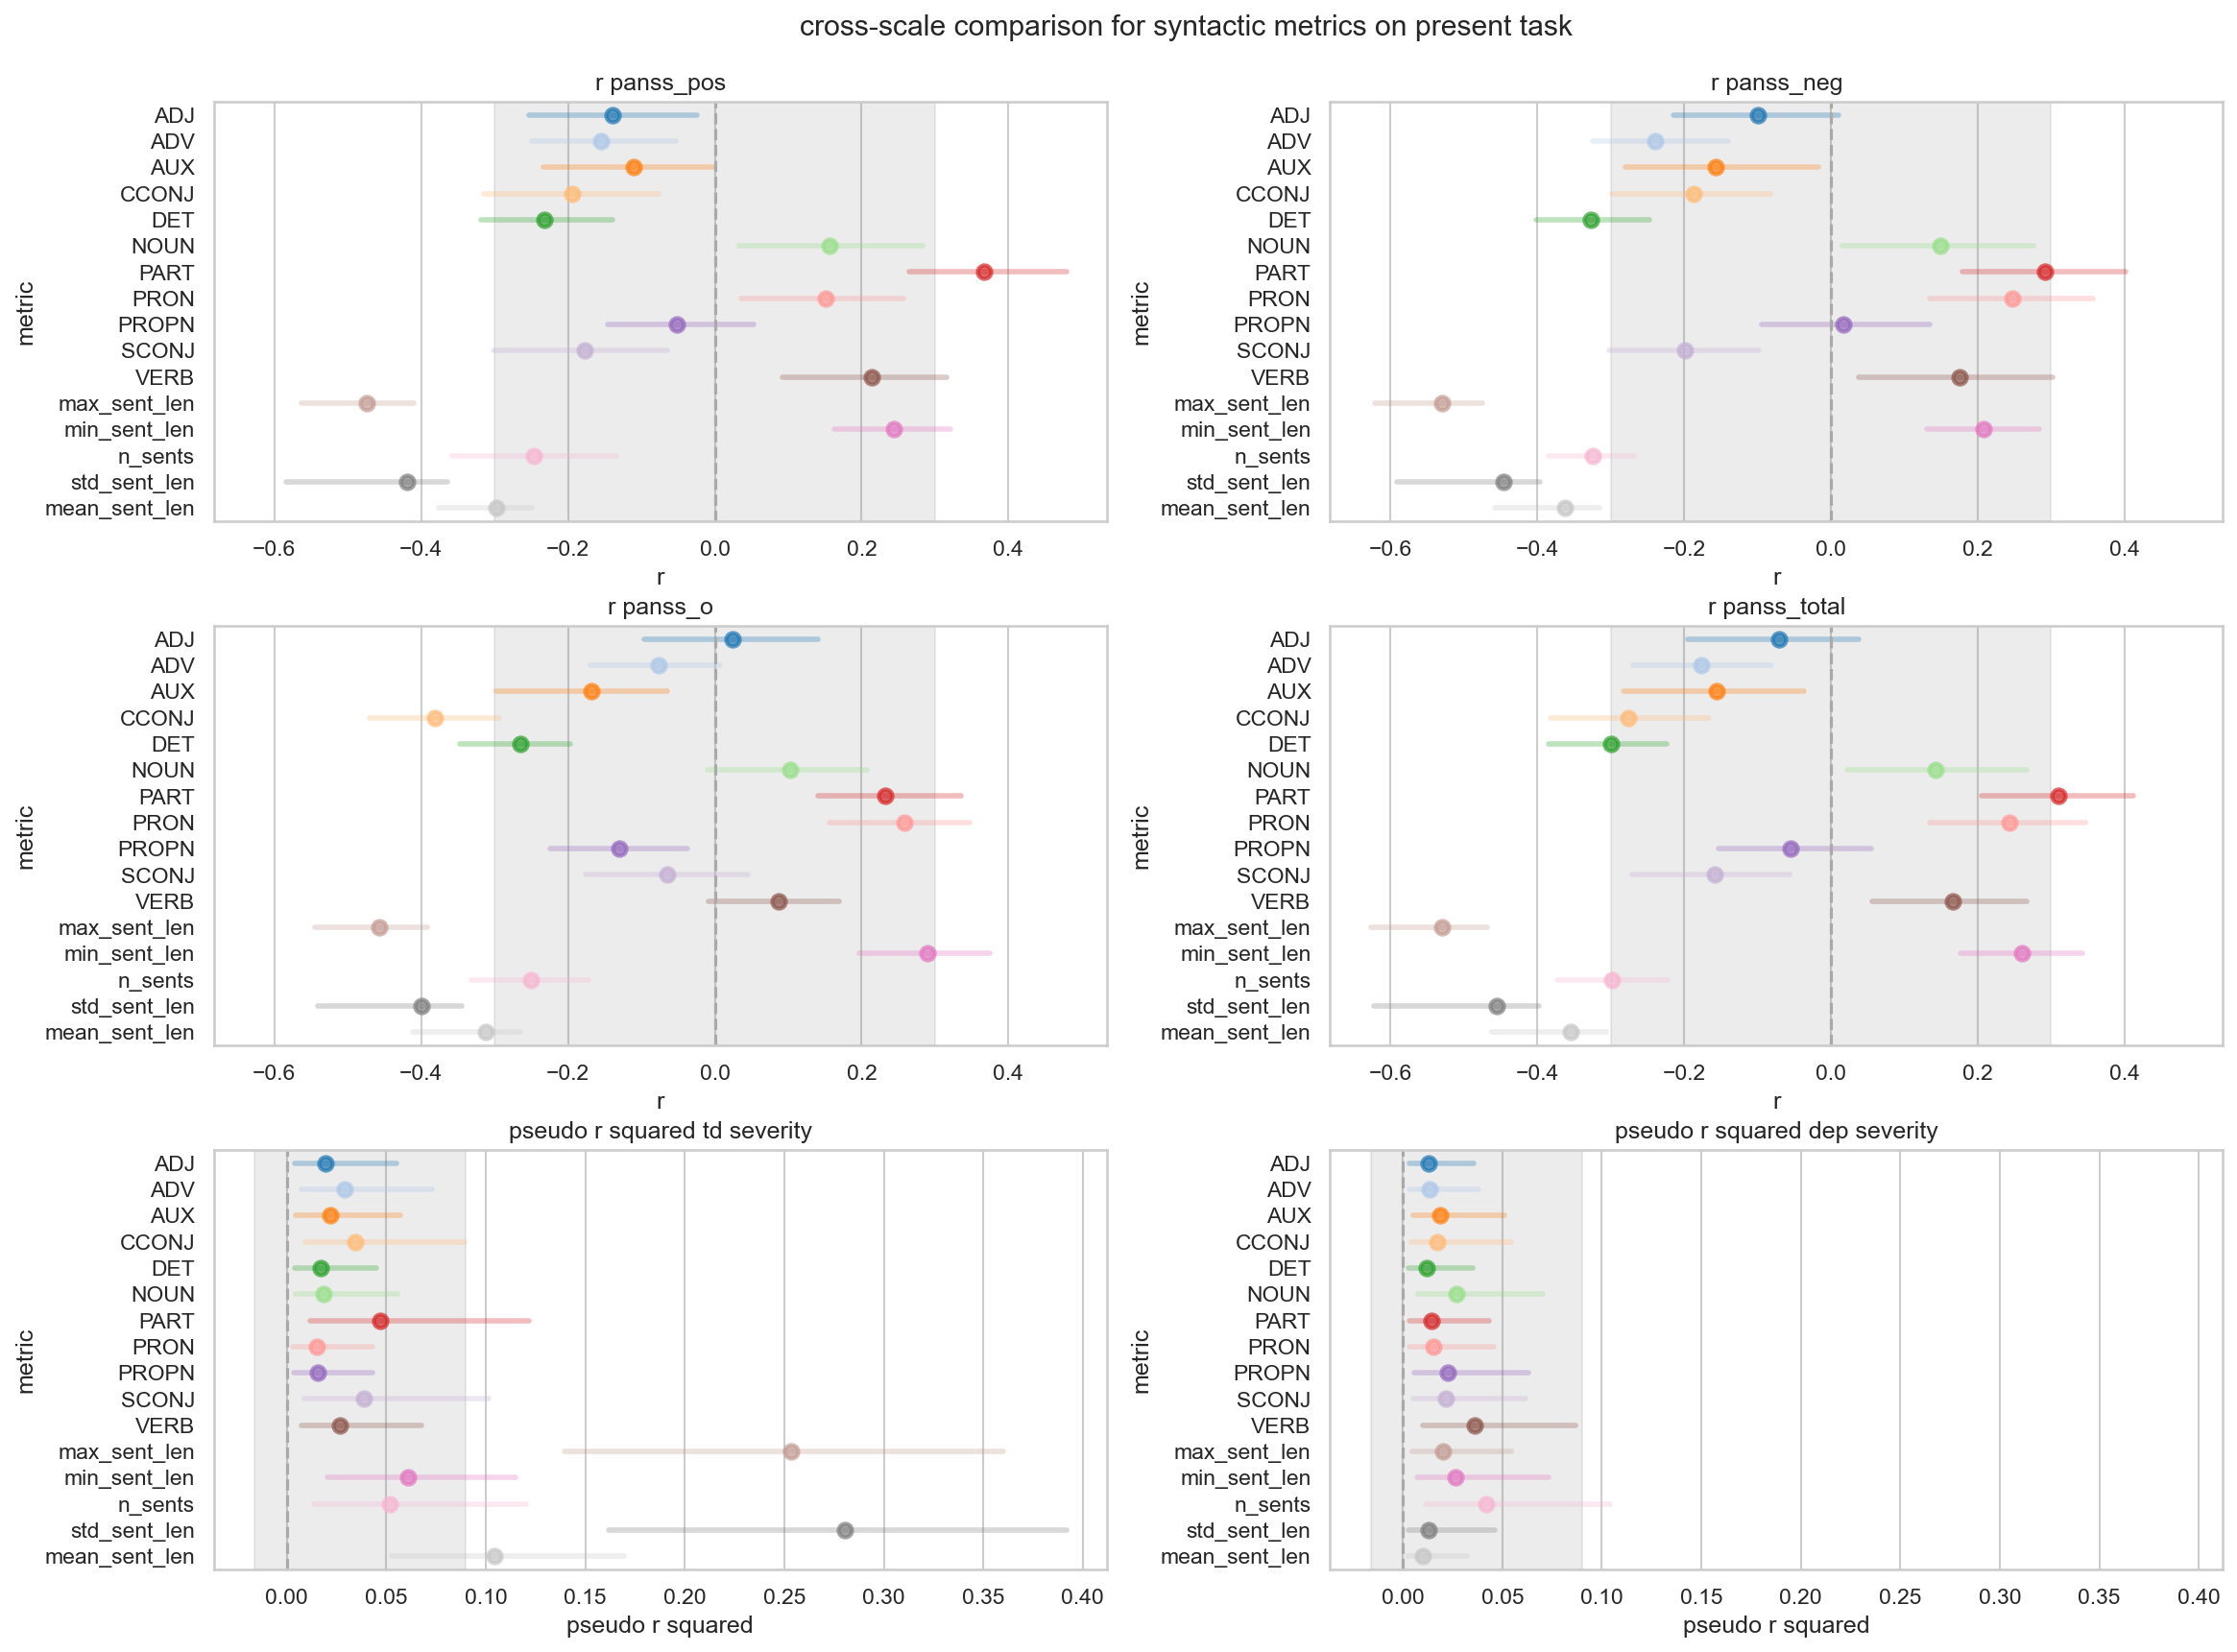 cross-scale comparison for syntactic metrics on present task
r panss_pos
metric
ADJ
ADV
AUX
CCONJ
DET
NOUN
PART
PRON
PROPN
SCONJ
VERB
max_sent_len
min_sent_len
n_sents
std_sent_len
mean_sent_len
−0.6 −0.4 −0.2 0.0 0.2 0.4
r
r panss_neg
metric
ADJ
ADV
AUX
CCONJ
DET
NOUN
PART
PRON
PROPN
SCONJ
VERB
max_sent_len
min_sent_len
n_sents
std_sent_len
mean_sent_len
−0.6 −0.4 −0.2 0.0 0.2 0.4
r
r panss_o
metric
ADJ
ADV
AUX
CCONJ
DET
NOUN
PART
PRON
PROPN
SCONJ
VERB
max_sent_len
min_sent_len
n_sents
std_sent_len
mean_sent_len
−0.6 −0.4 −0.2 0.0 0.2 0.4
r
r panss_total
metric
ADJ
ADV
AUX
CCONJ
DET
NOUN
PART
PRON
PROPN
SCONJ
VERB
max_sent_len
min_sent_len
n_sents
std_sent_len
mean_sent_len
−0.6 −0.4 −0.2 0.0 0.2 0.4
r
pseudo r squared td severity
metric
ADJ
ADV
AUX
CCONJ
DET
NOUN
PART
PRON
PROPN
SCONJ
VERB
max_sent_len
min_sent_len
n_sents
std_sent_len
mean_sent_len
0.00 0.05 0.10 0.15 0.20 0.25 0.30 0.35 0.40
pseudo r squared
pseudo r squared dep severity
metric
ADJ
ADV
AUX
CCONJ
DET
NOUN
PART
PRON
PROPN
SCONJ
VERB
max_sent_len
min_sent_len
n_sents
std_sent_len
mean_sent_len
0.00 0.05 0.10 0.15 0.20 0.25 0.30 0.35 0.40
pseudo r squared